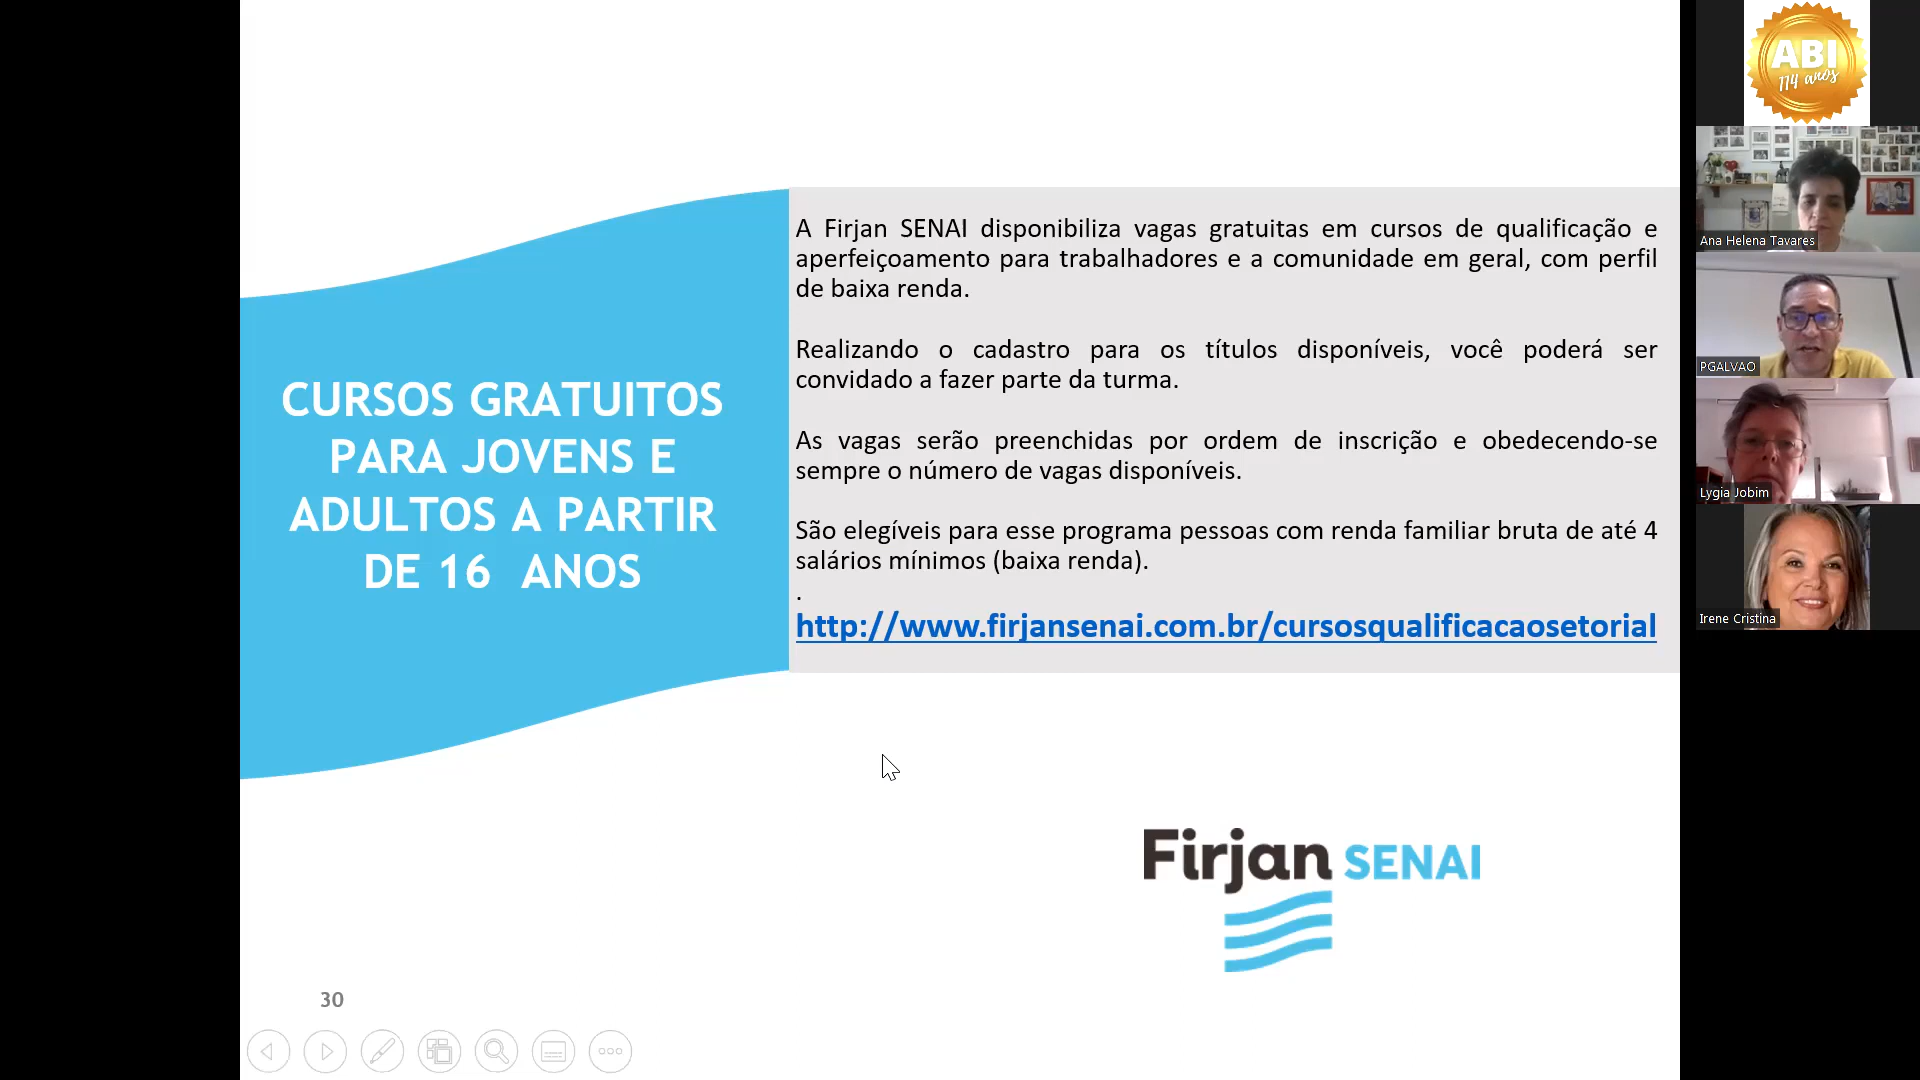 CURSOS GRATUITOS
PARA JOVENS E
ADULTOS A PARTIR
DE 16 ANOS
A Firjan SENAI disponibiliza vagas gratuitas em cursos de qualificação e
aperfeiçoamento para trabalhadores e a comunidade em geral, com perfil
de baixa renda.
Realizando o cadastro para os títulos disponíveis, você poderá ser
convidado a fazer parte da turma.
As vagas serão preenchidas por ordem de inscrição e obedecendo-se
sempre o número de vagas disponíveis.
São elegíveis para esse programa pessoas com renda familiar bruta de até 4
salários mínimos (baixa renda).
.
http://www.firjansenai.com.br/cursosqualificacaosetorial
Firjan SENAI
30
ABI
114 anos
Ana Helena Tavares
PGALVAO
Lygia Jobim
Irene Cristina